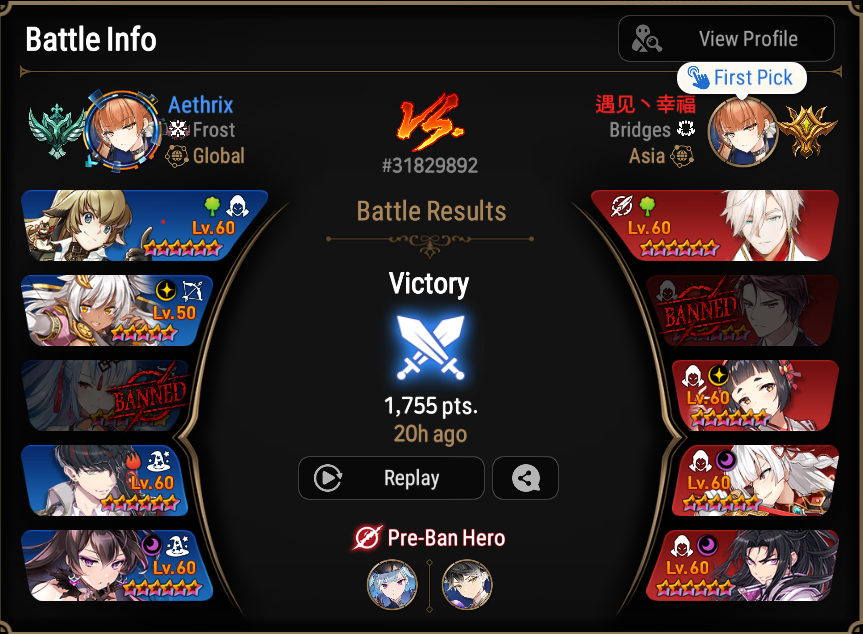 Battle Info
View Profile
First Pick
Aethrix
Frost
Global
VS.
#31829892
遇见丶幸福
Bridges
Asia
Battle Results
Victory
1,755 pts.
20h ago
Replay
Pre-Ban Hero
Lv.60
Lv.50
BANNED
Lv.60
Lv.60
Lv.60
BANNED
Lv.60
Lv.60
Lv.60